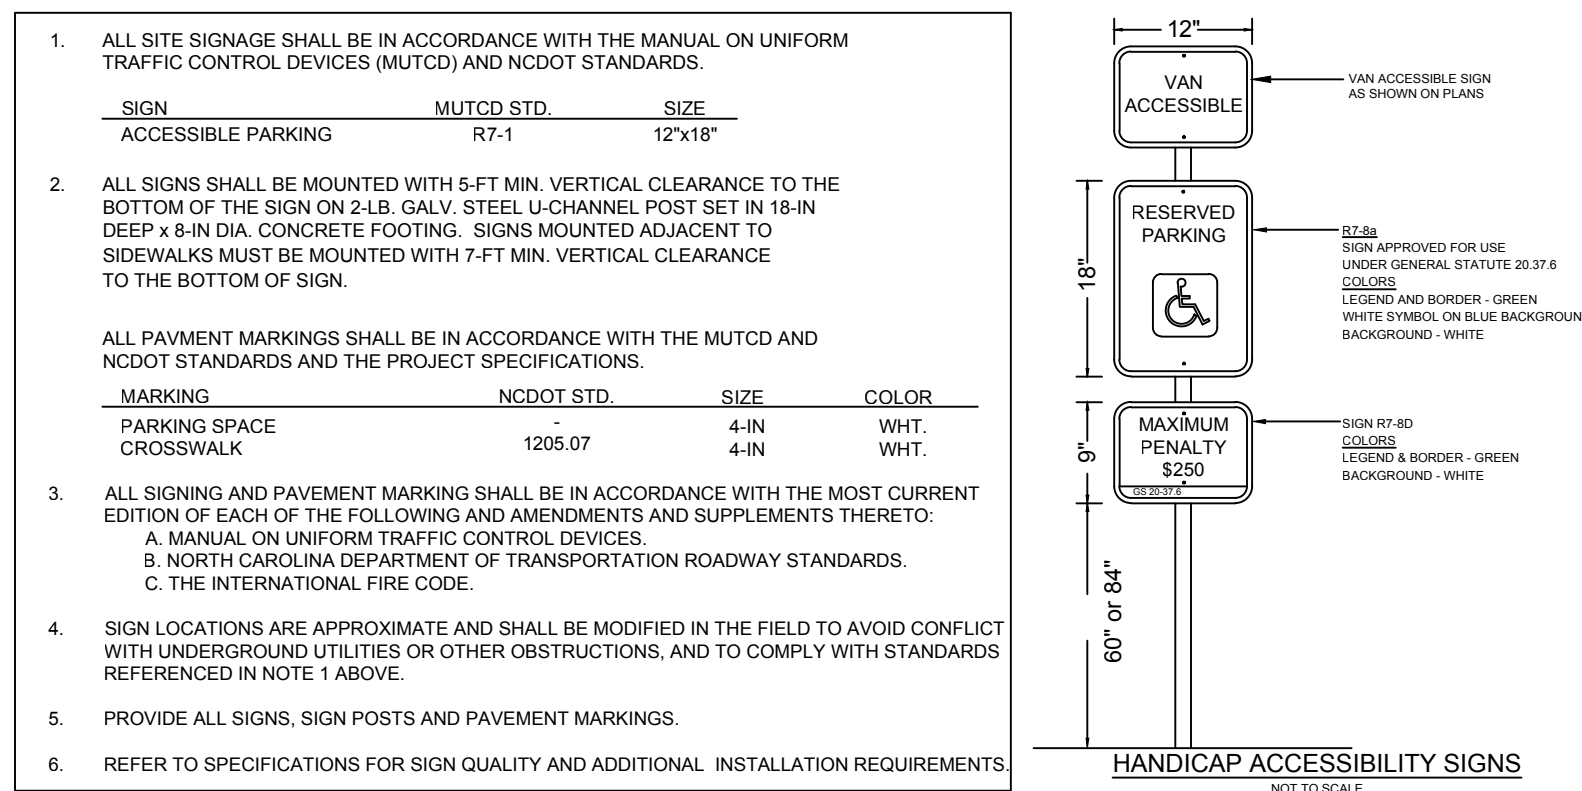 1. ALL SITE SIGNAGE SHALL BE IN ACCORDANCE WITH THE MANUAL ON UNIFORM
TRAFFIC CONTROL DEVICES (MUTCD) AND NCDOT STANDARDS.
SIGN MUTCD STD. SIZE
ACCESSIBLE PARKING R7-1 12"x18"
2. ALL SIGNS SHALL BE MOUNTED WITH 5-FT MIN. VERTICAL CLEARANCE TO THE
BOTTOM OF THE SIGN ON 2-LB. GALV. STEEL U-CHANNEL POST SET IN 18-IN
DEEP x 8-IN DIA. CONCRETE FOOTING. SIGNS MOUNTED ADJACENT TO
SIDEWALKS MUST BE MOUNTED WITH 7-FT MIN. VERTICAL CLEARANCE
TO THE BOTTOM OF SIGN.
ALL PAVMENT MARKINGS SHALL BE IN ACCORDANCE WITH THE MUTCD AND
NCDOT STANDARDS AND THE PROJECT SPECIFICATIONS.
MARKING NCDOT STD. SIZE COLOR
PARKING SPACE - 4-IN WHT.
CROSSWALK 1205.07 4-IN WHT.
3. ALL SIGNING AND PAVEMENT MARKING SHALL BE IN ACCORDANCE WITH THE MOST CURRENT
EDITION OF EACH OF THE FOLLOWING AND AMENDMENTS AND SUPPLEMENTS THERETO:
A. MANUAL ON UNIFORM TRAFFIC CONTROL DEVICES.
B. NORTH CAROLINA DEPARTMENT OF TRANSPORTATION ROADWAY STANDARDS.
C. THE INTERNATIONAL FIRE CODE.
4. SIGN LOCATIONS ARE APPROXIMATE AND SHALL BE MODIFIED IN THE FIELD TO AVOID CONFLICT
WITH UNDERGROUND UTILITIES OR OTHER OBSTRUCTIONS, AND TO COMPLY WITH STANDARDS
REFERENCED IN NOTE 1 ABOVE.
5. PROVIDE ALL SIGNS, SIGN POSTS AND PAVEMENT MARKINGS.
6. REFER TO SPECIFICATIONS FOR SIGN QUALITY AND ADDITIONAL INSTALLATION REQUIREMENTS.
12"
VAN
ACCESSIBLE
VAN ACCESSIBLE SIGN
AS SHOWN ON PLANS
18"
RESERVED
PARKING
R7-8a
SIGN APPROVED FOR USE
UNDER GENERAL STATUTE 20.37.6
COLORS
LEGEND AND BORDER - GREEN
WHITE SYMBOL ON BLUE BACKGROUN
BACKGROUND - WHITE
9"
MAXIMUM
PENALTY
$250
GS 20-37.6
SIGN R7-8D
COLORS
LEGEND & BORDER - GREEN
BACKGROUND - WHITE
60" or 84"
HANDICAP ACCESSIBILITY SIGNS
NOT TO SCALE